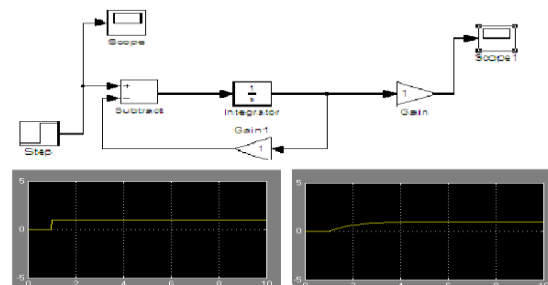 Scope
Scope1
+
−
Subtract
1
s
Integrator
1
Gain
Gain1
1
Step
5
0
-5
0 2 4 6 8 10
5
0
-5
0 2 4 6 8 10